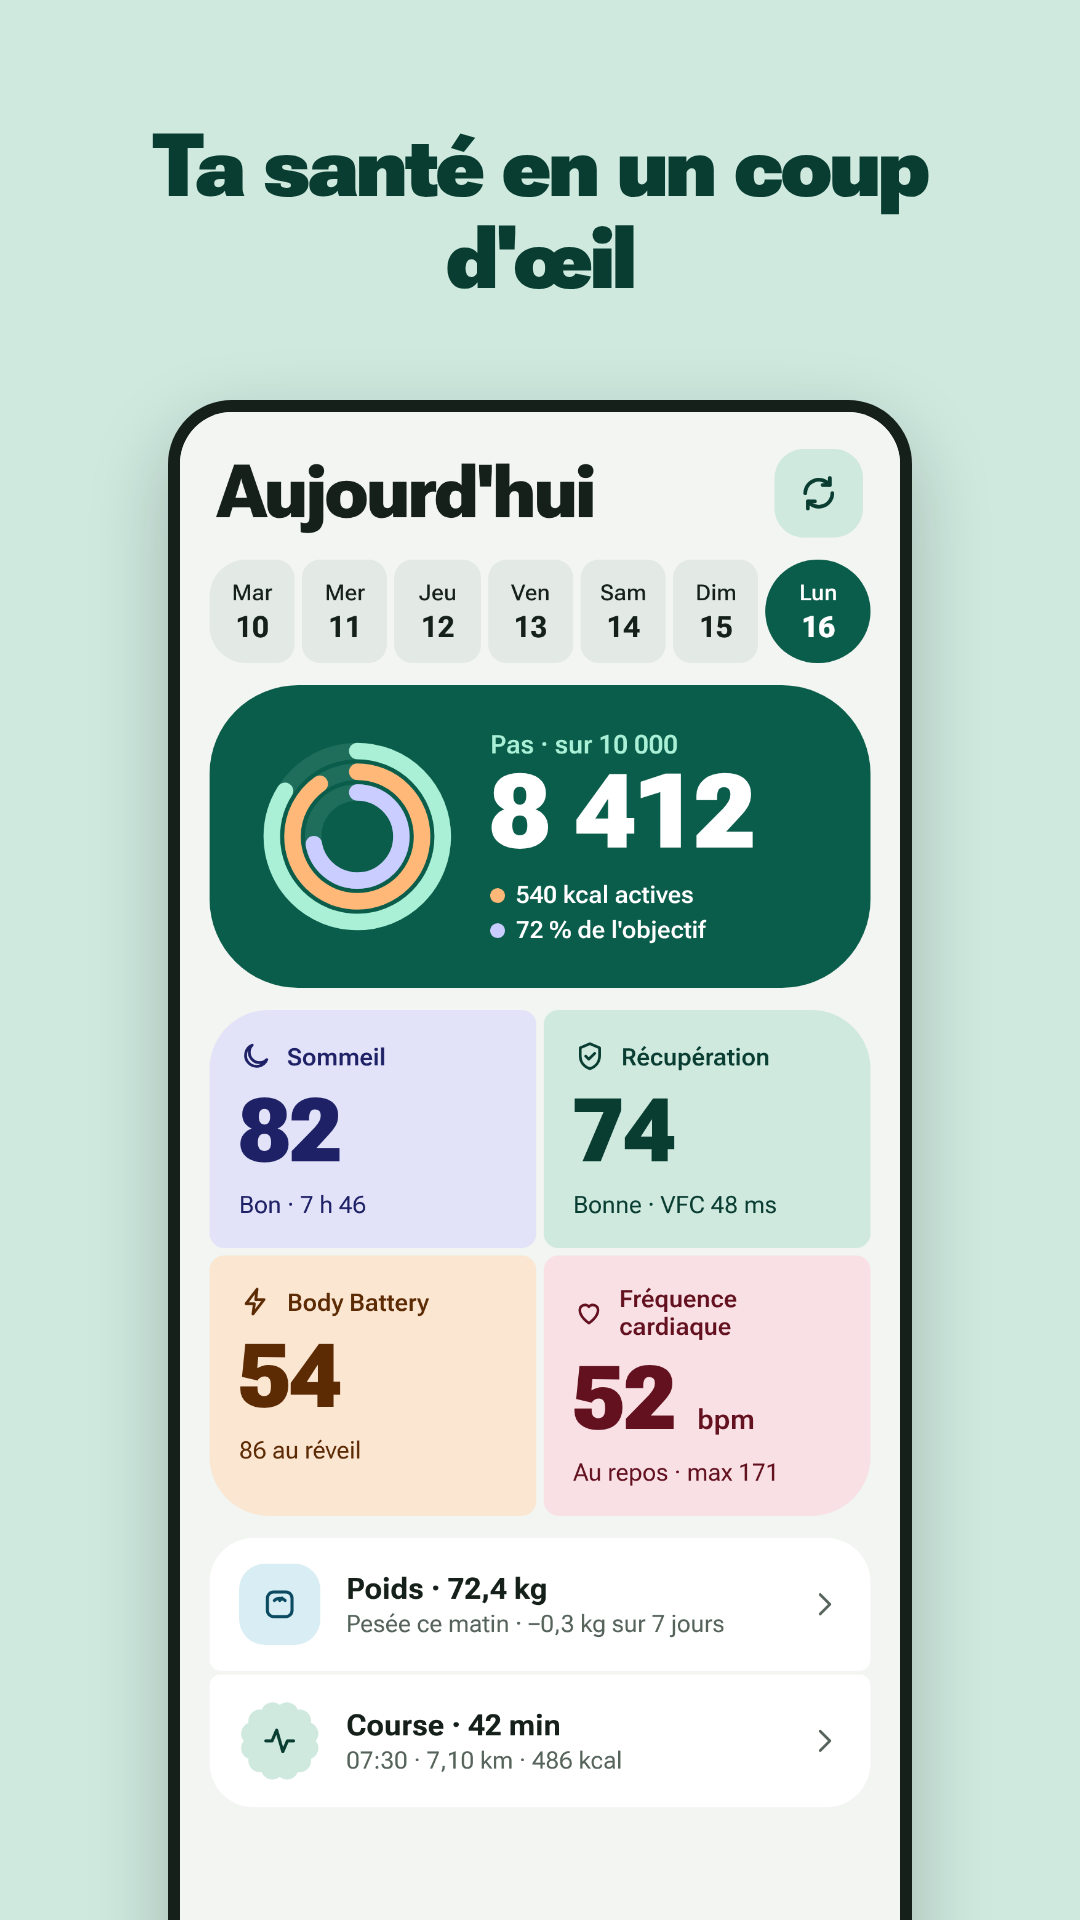 Ta santé en un coup
d'œil
Aujourd'hui
Mar Mer Jeu Ven Sam Dim Lun
10 11 12 13 14 15 16
Pas · sur 10 000
8 412
540 kcal actives
72 % de l'objectif
Sommeil
82
Bon · 7 h 46
Récupération
74
Bonne · VFC 48 ms
Body Battery
54
86 au réveil
Fréquence
cardiaque
52 bpm
Au repos · max 171
Poids · 72,4 kg
Pesée ce matin · −0,3 kg sur 7 jours
Course · 42 min
07:30 · 7,10 km · 486 kcal